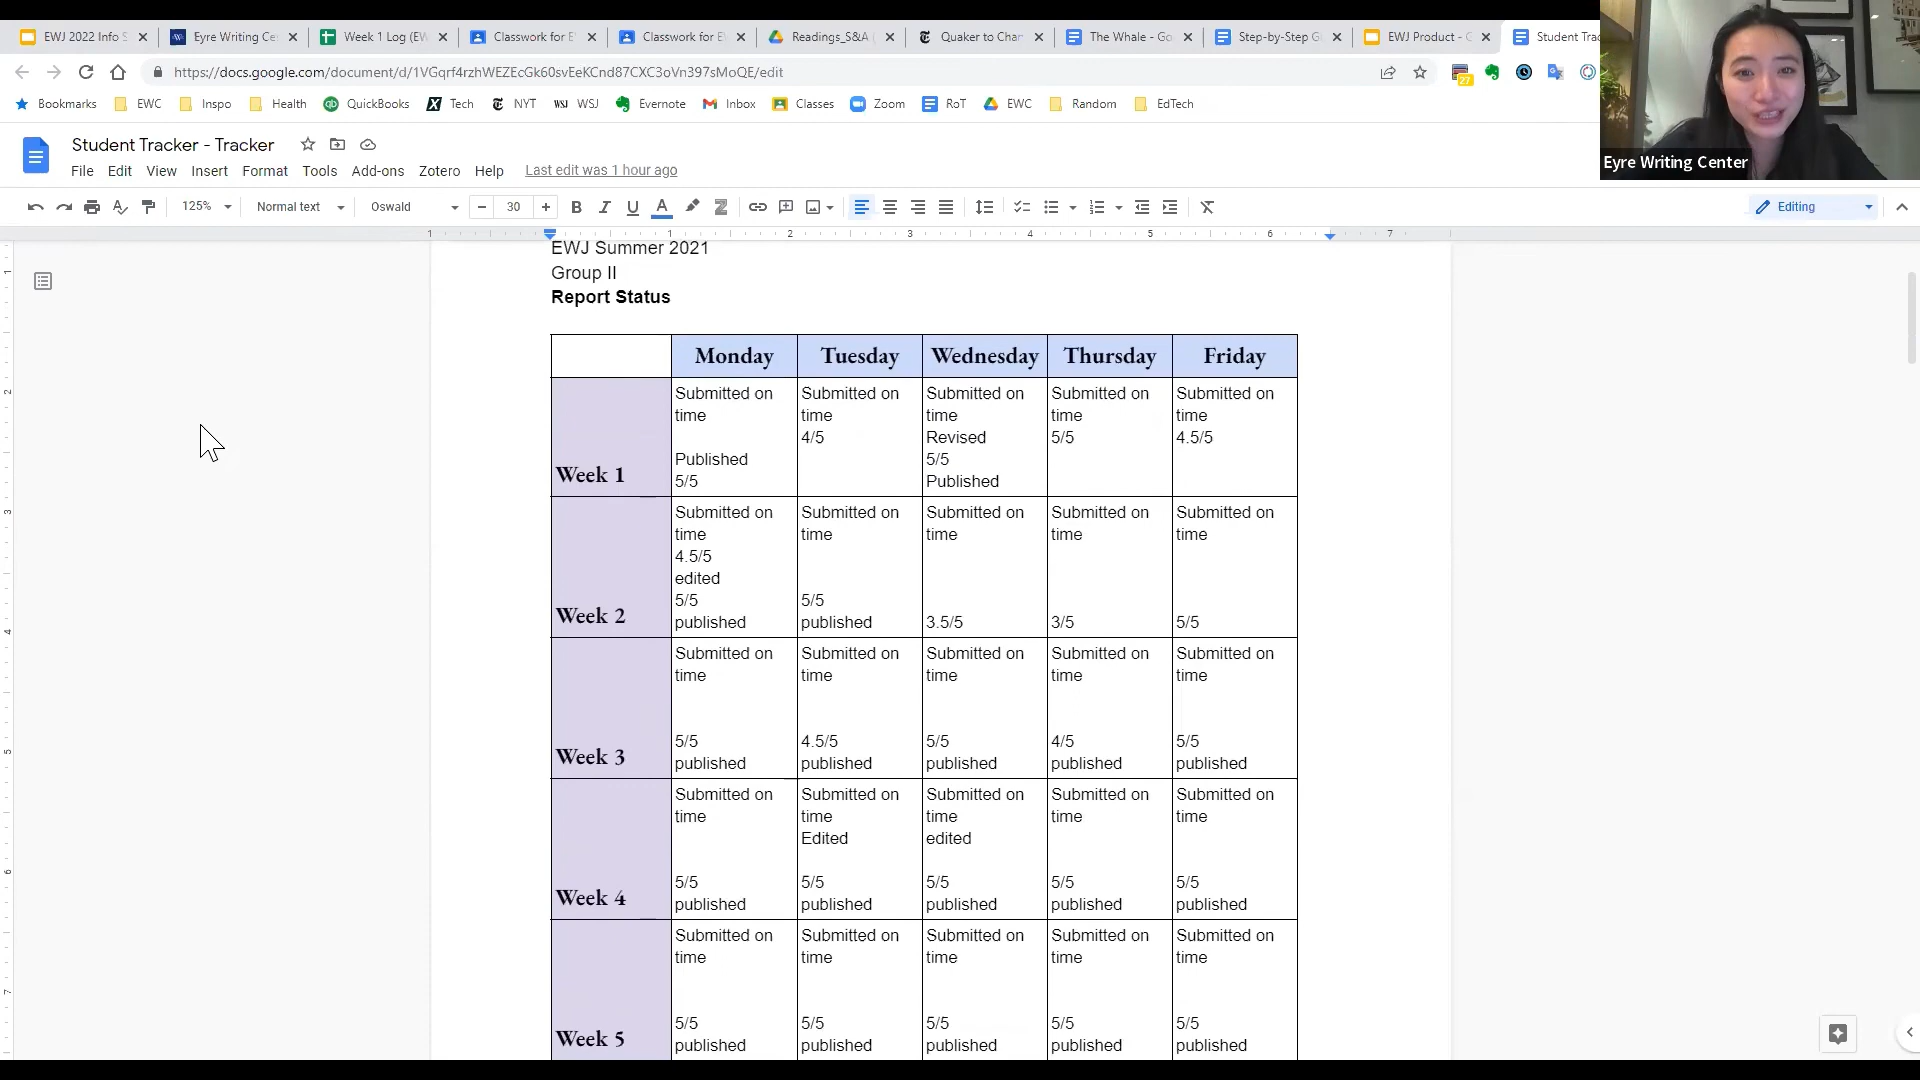 EWJ 2022 Info S
Eyre Writing Ce
Week 1 Log (EW
Classwork for E
Classwork for E
Readings_S&A (
Quaker to Char
The Whale - Go
Step-by-Step G
EWJ Product - G
Student Trac
https://docs.google.com/document/d/1VGqrf4rzhWEZEcGk60svEeKCnd87CXC3oVn397sMoQE/edit
27
Bookmarks EWC Inspo Health QuickBooks Tech NYT WSJ WSJ Evernote Inbox Classes Zoom RoT EWC Random EdTech
Eyre Writing Center
Student Tracker - Tracker
File Edit View Insert Format Tools Add-ons Zotero Help Last edit was 1 hour ago
125% Normal text Oswald 30 Editing
1 1 2 3 4 5 6 7
EWJ Summer 2021
Group II
Report Status
Monday Tuesday Wednesday Thursday Friday
Week 1
Submitted on
time
Published
5/5
Submitted on
time
4/5
Submitted on
time
Revised
5/5
Published
Submitted on
time
5/5
Submitted on
time
4.5/5
Week 2
Submitted on
time
4.5/5
edited
5/5
published
Submitted on
time
5/5
published
Submitted on
time
3.5/5
Submitted on
time
3/5
Submitted on
time
5/5
Week 3
Submitted on
time
5/5
published
Submitted on
time
4.5/5
published
Submitted on
time
5/5
published
Submitted on
time
4/5
published
Submitted on
time
5/5
published
Week 4
Submitted on
time
5/5
published
Submitted on
time
Edited
5/5
published
Submitted on
time
edited
5/5
published
Submitted on
time
5/5
published
Submitted on
time
5/5
published
Week 5
Submitted on
time
5/5
published
Submitted on
time
5/5
published
Submitted on
time
5/5
published
Submitted on
time
5/5
published
Submitted on
time
5/5
published